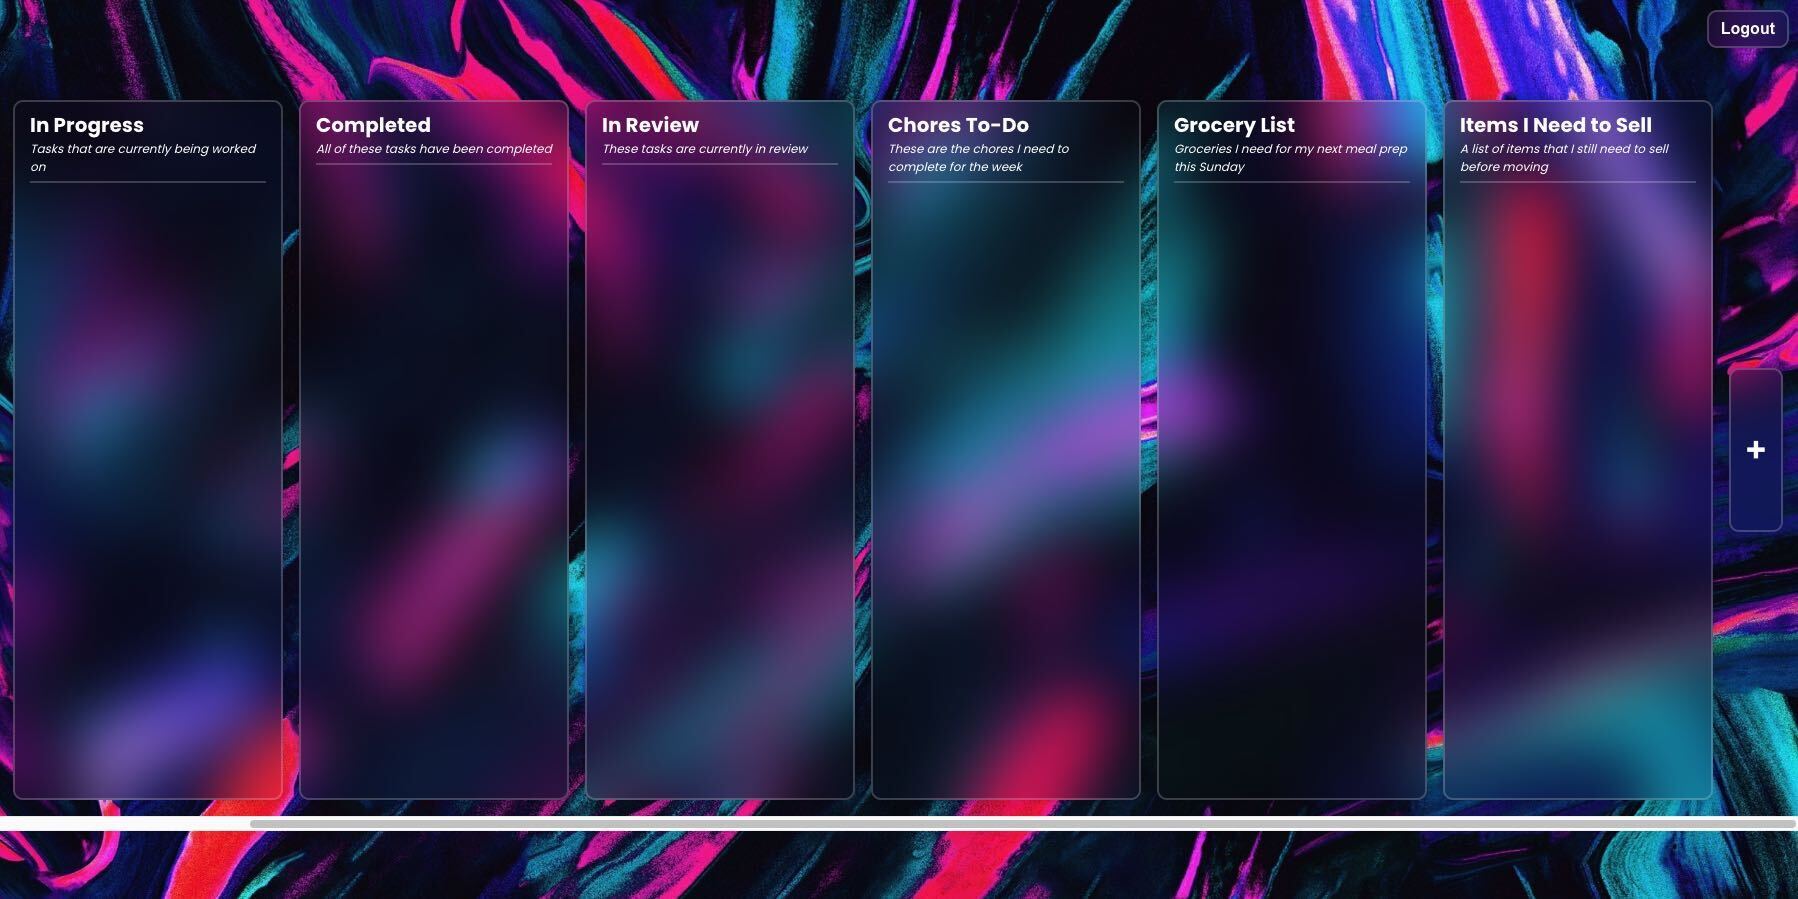 Logout
In Progress
Tasks that are currently being worked
on
Completed
All of these tasks have been completed
In Review
These tasks are currently in review
Chores To-Do
These are the chores I need to
complete for the week
Grocery List
Groceries I need for my next meal prep
this Sunday
Items I Need to Sell
A list of items that I still need to sell
before moving
+